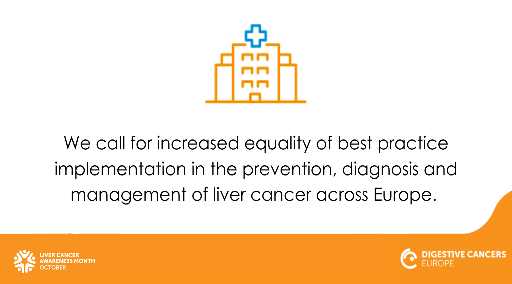 We call for increased equality of best practice
implementation in the prevention, diagnosis and
management of liver cancer across Europe.
LIVER CANCER
AWARENESS MONTH
OCTOBER
DIGESTIVE CANCERS
EUROPE